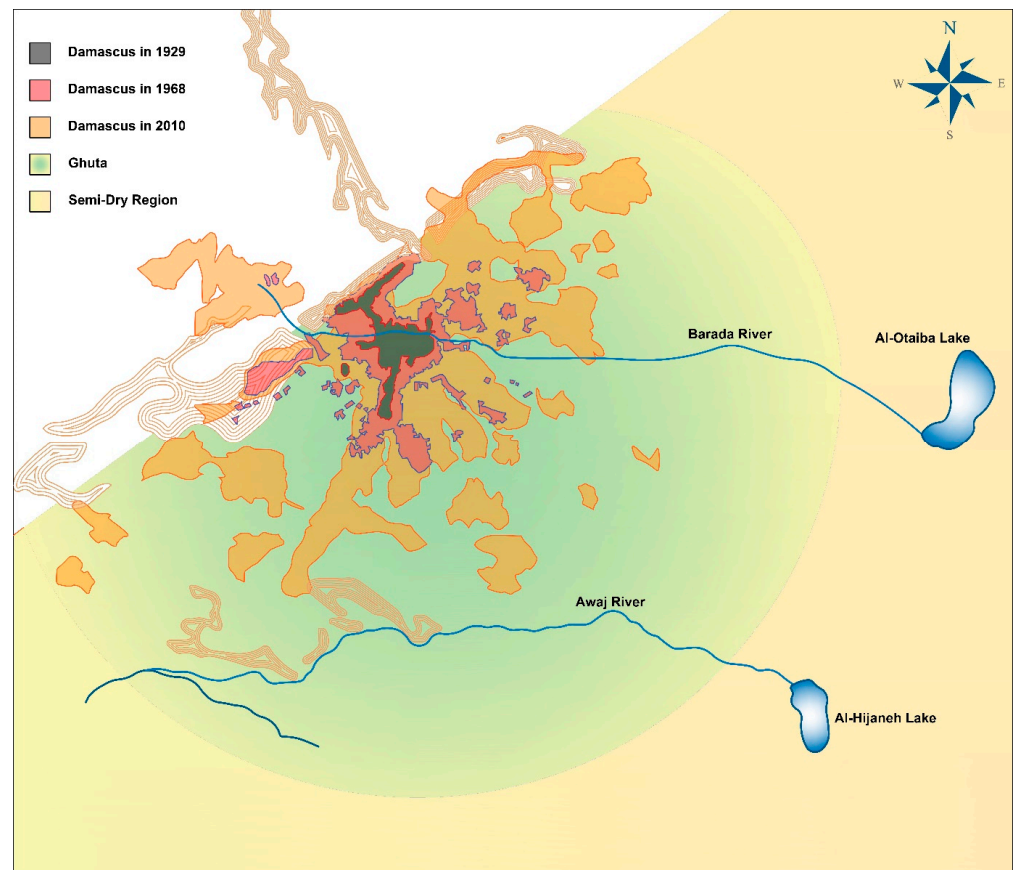 Damascus in 1929
Damascus in 1968
Damascus in 2010
Ghuta
Semi-Dry Region
N
W
E
S
Barada River
Al-Otaiba Lake
Awaj River
Al-Hijaneh Lake